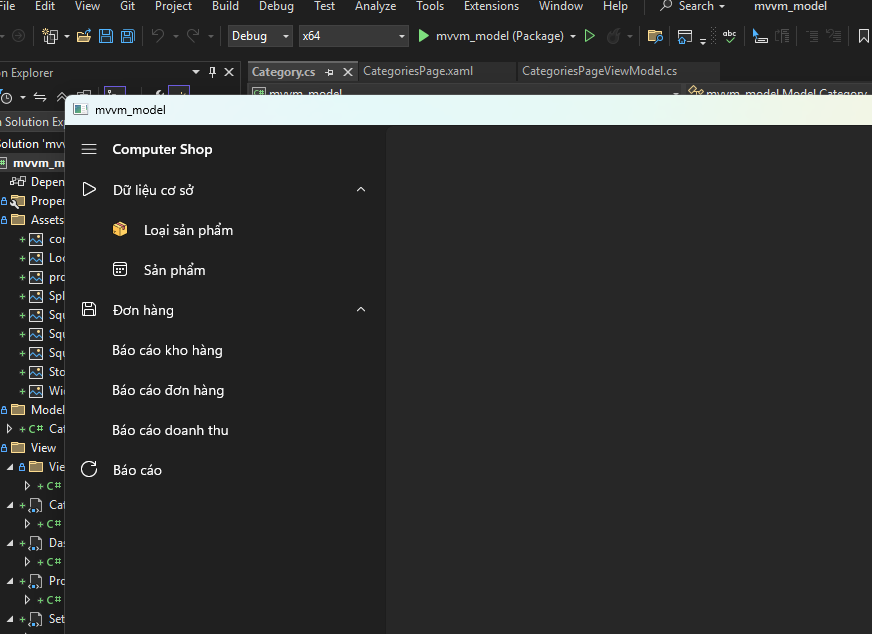 File Edit View Git Project Build Debug Test Analyze Tools Extensions Window Help Search mvvm_model
Debug x64 mvvm_model (Package)
n Explorer Category.cs CategoriesPage.xaml CategoriesPageViewModel.cs
mvvm_model mvvm_model.Model.Category
mvvm_model
Solution Ex
Solution 'mvv
mvvm_m
Depen
Proper
Assets
cor
Loc
pro
Spl
Squ
Squ
Squ
Sto
Wi
Model
C# Cat
View
Vie
C#
Cat
C#
Das
C#
Pro
C#
Set
Computer Shop
Dữ liệu cơ sở
Loại sản phẩm
Sản phẩm
Đơn hàng
Báo cáo kho hàng
Báo cáo đơn hàng
Báo cáo doanh thu
Báo cáo